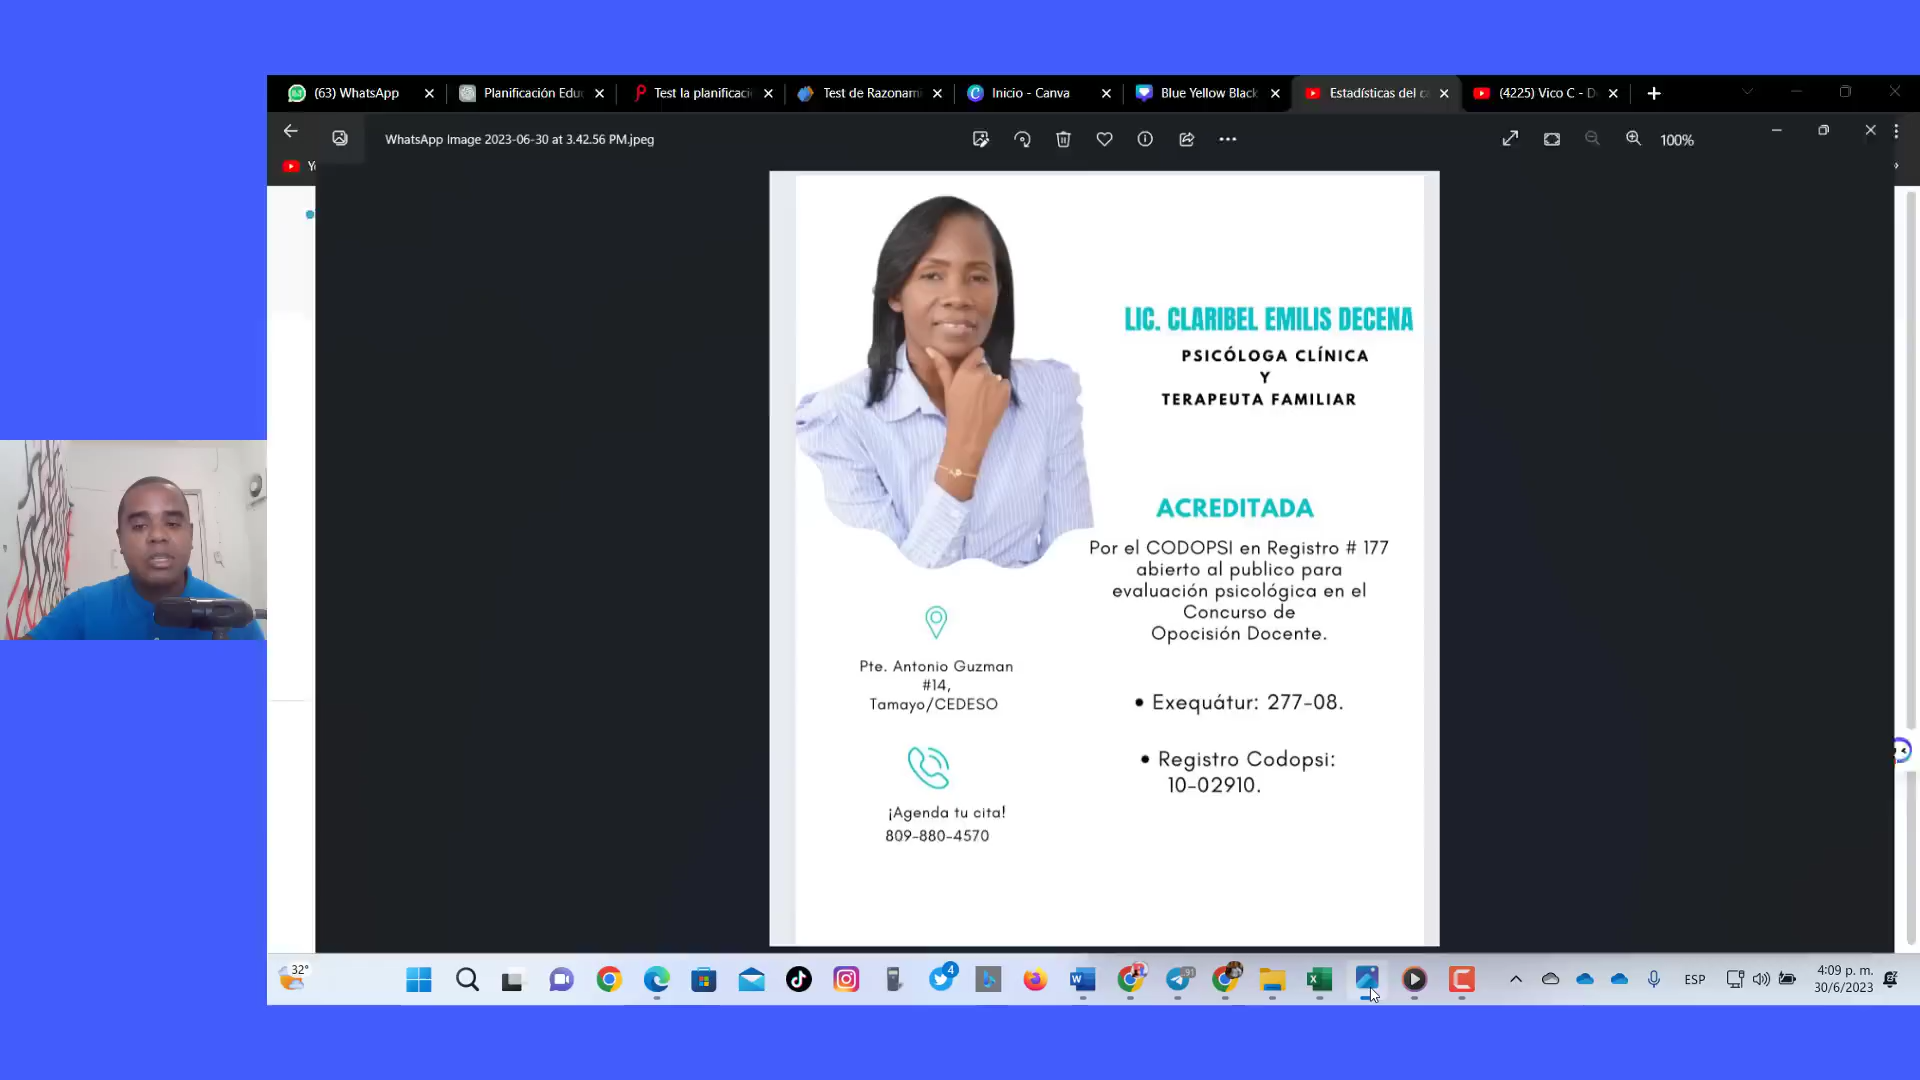 (63) WhatsApp
Planificación Edu
Test la planificaci
Test de Razonam
Inicio - Canva
Blue Yellow Black
Estadísticas del c
(4225) Vico C - D
WhatsApp Image 2023-06-30 at 3.42.56 PM.jpeg
100%
LIC. CLARIBEL EMILIS DECENA
PSICÓLOGA CLÍNICA
Y
TERAPEUTA FAMILIAR
ACREDITADA
Por el CODOPSI en Registro # 177
abierto al publico para
evaluación psicológica en el
Concurso de
Opocisión Docente.
Pte. Antonio Guzman
#14,
Tamayo/CEDESO
• Exequátur: 277-08.
• Registro Codopsi:
10-02910.
¡Agenda tu cita!
809-880-4570
32°
4
91
ESP
4:09 p. m.
30/6/2023